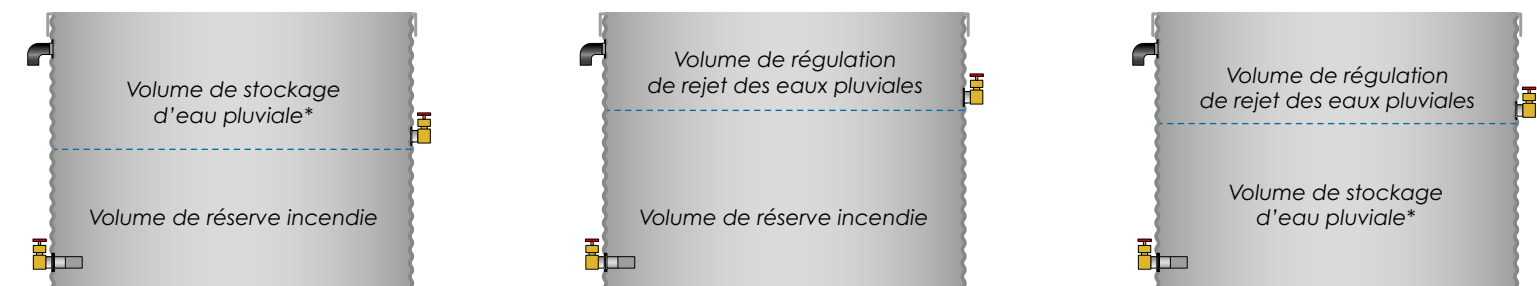 Volume de stockage
d'eau pluviale*
Volume de réserve incendie
Volume de régulation
de rejet des eaux pluviales
Volume de réserve incendie
Volume de régulation
de rejet des eaux pluviales
Volume de stockage
d'eau pluviale*